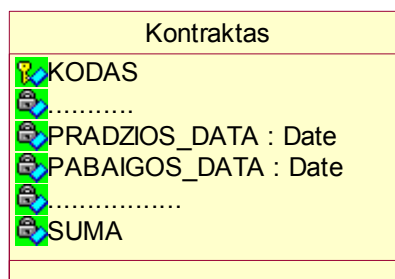 Kontraktas
KODAS
...........
PRADZIOS_DATA : Date
PABAIGOS_DATA : Date
................
SUMA